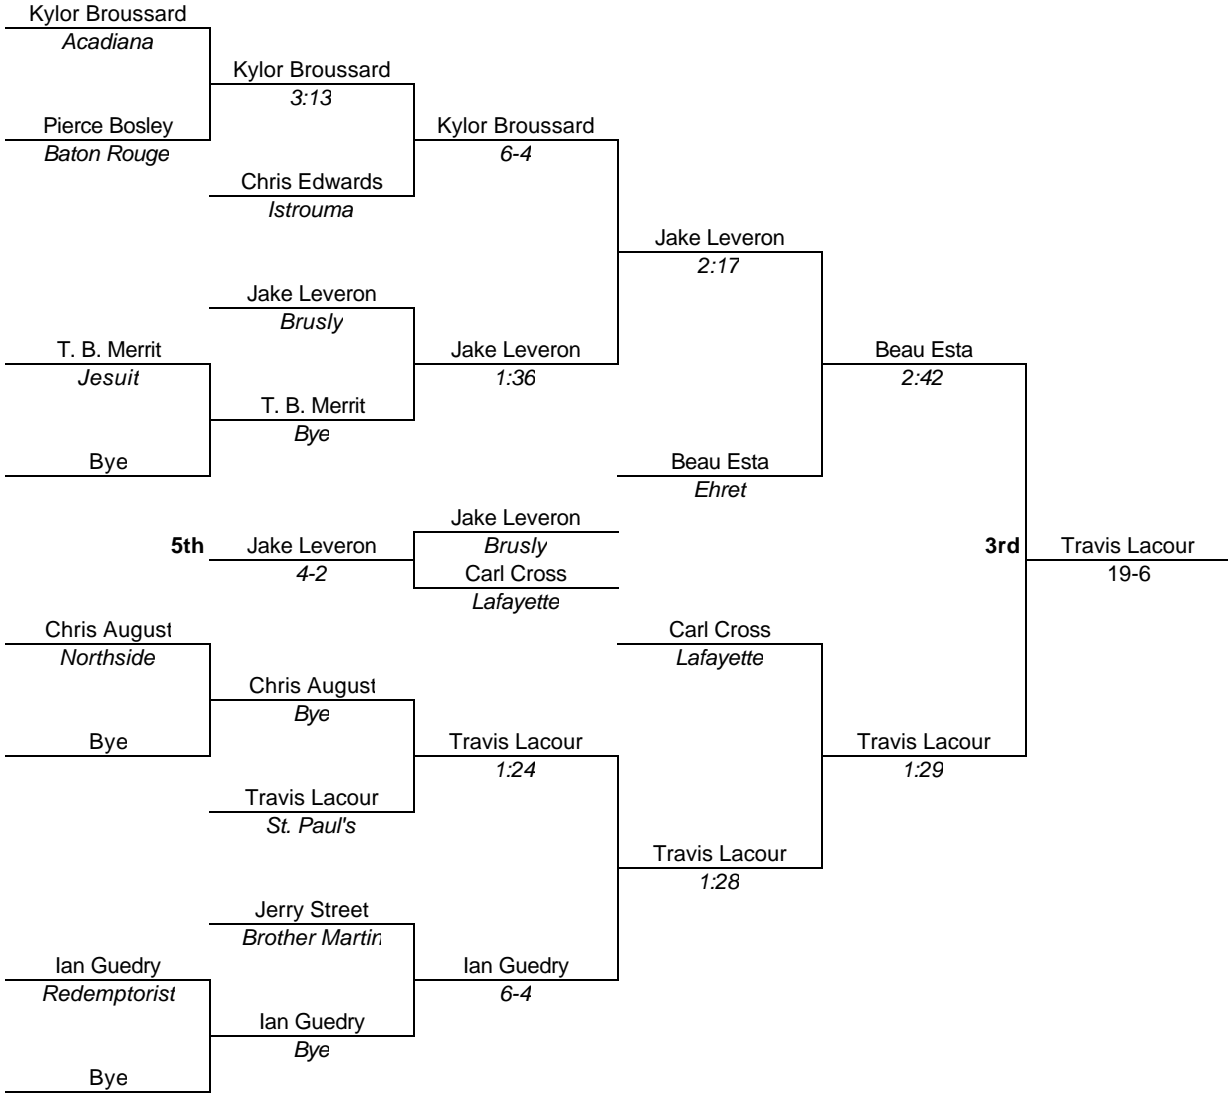 Kylor Broussard
Acadiana
Kylor Broussard
3:13
Pierce Bosley
Kylor Broussard
Baton Rouge
6-4
Chris Edwards
Istrouma
Jake Leveron
2:17
Jake Leveron
Brusly
T. B. Merrit
Jake Leveron
Beau Esta
Jesuit
1:36
2:42
T. B. Merrit
Bye
Bye
Beau Esta
Ehret
Jake Leveron
5th Jake Leveron
Brusly
3rd Travis Lacour
4-2
Carl Cross
19-6
Lafayette
Chris August
Carl Cross
Northside
Lafayette
Chris August
Bye
Bye
Travis Lacour
Travis Lacour
1:24
1:29
Travis Lacour
St. Paul's
Travis Lacour
1:28
Jerry Street
Brother Martin
Ian Guedry
Ian Guedry
Redemptorist
6-4
Ian Guedry
Bye
Bye